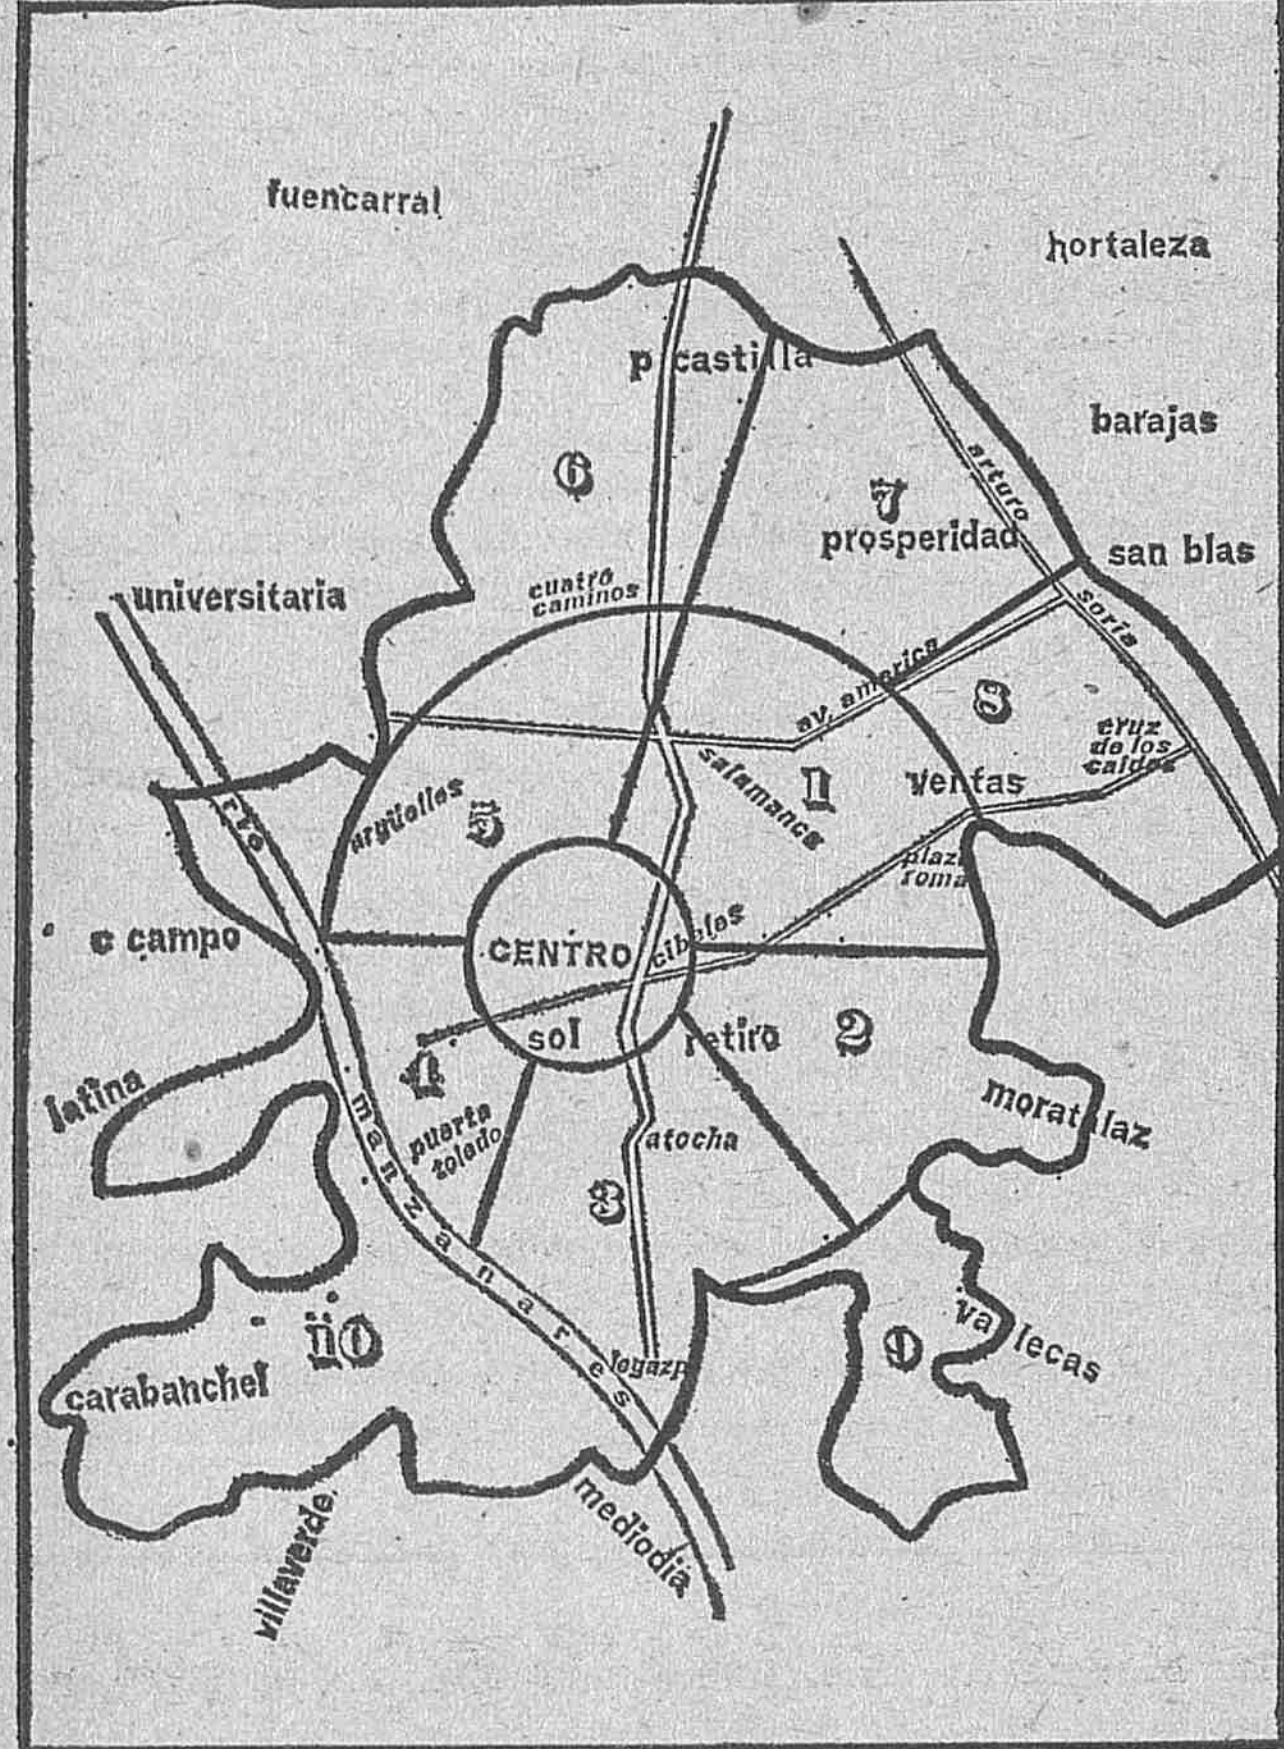 fuencarral
hortaleza
p castilla
barajas
6
7
arturo
prosperidad
san blas
cuatro
caminos
universitaria
soria
av. america
8
cruz
de los
caidos
salamanca
1
ventas
argüelles
5
rio
plaza
roma
c campo
CENTRO
cibeles
sol
retiro
2
4
latina
manzanares
moratalaz
puerta
toledo
atocha
3
vallecas
10
9
legazpi
carabanchel
villaverde
mediodia